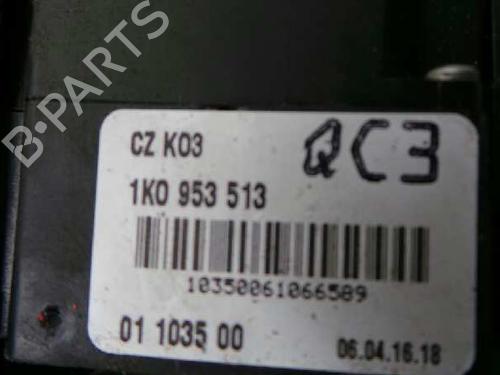 B-PARTS
CZ K03 QC3
1K0 953 513
10350061066589
01 1035 00 06.04.16.18